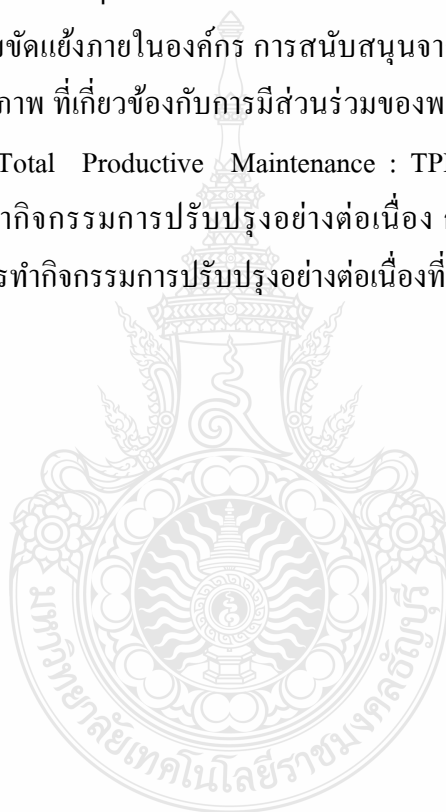 ขัดแย้งภายในองค์กร การสนับสนุนจา
ภาพ ที่เกี่ยวข้องกับการมีส่วนร่วมของพ
Total Productive Maintenance : TP
กิจกรรมการปรับปรุงอย่างต่อเนื่อง
รทำกิจกรรมการปรับปรุงอย่างต่อเนื่องที่
มหาวิทยาลัยเทคโนโลยีราชมงคลธัญบุรี